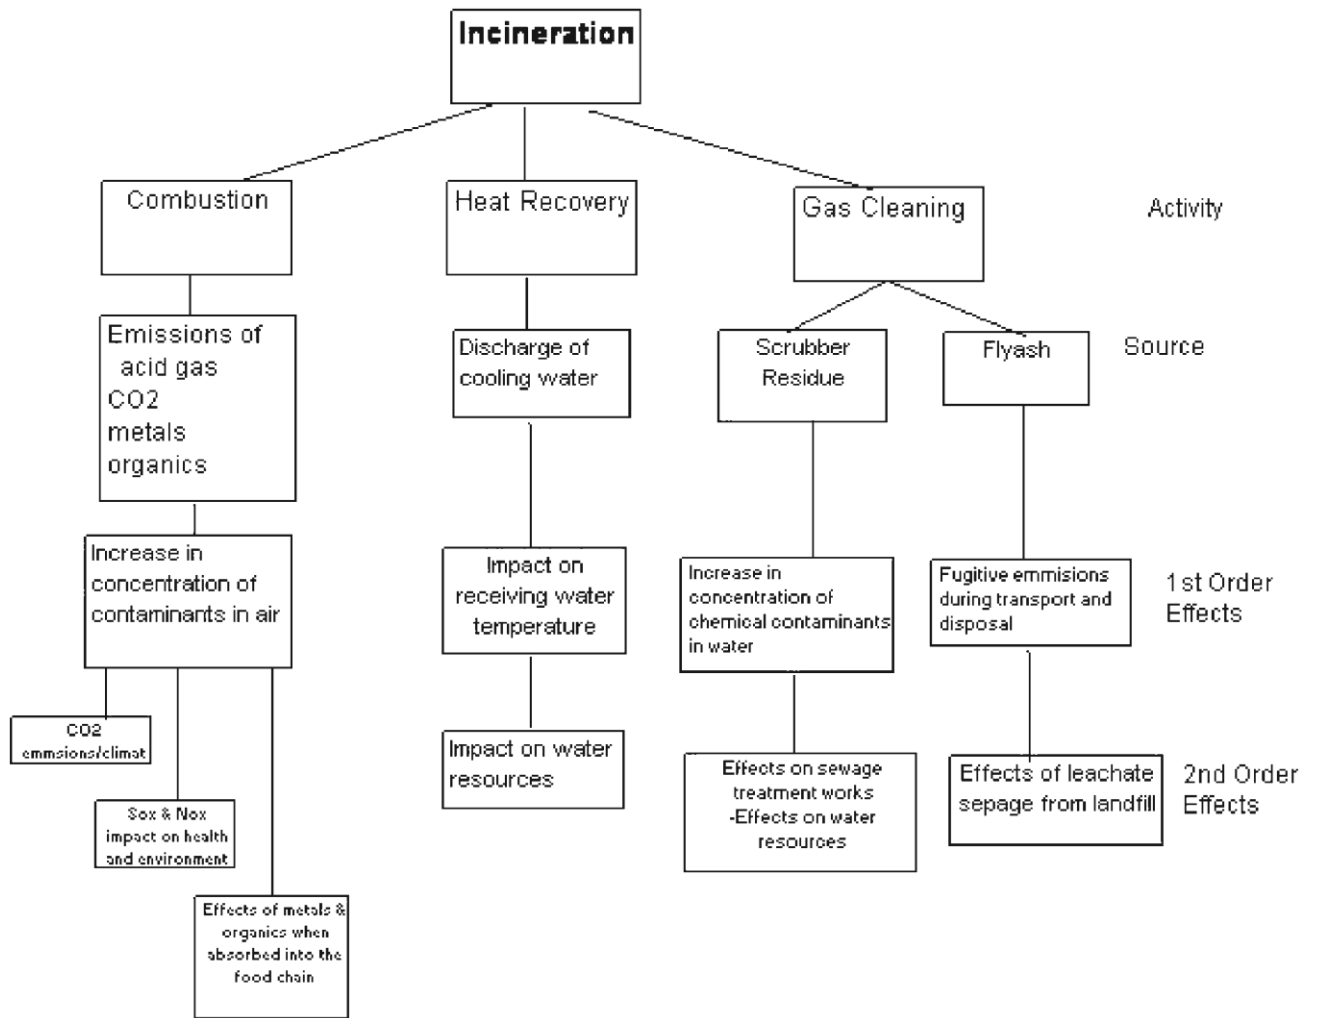 Incineration
Combustion
Heat Recovery
Gas Cleaning
Activity
Emissions of
acid gas
CO2
metals
organics
Discharge of
cooling water
Scrubber
Residue
Flyash
Source
Increase in
concentration of
contaminants in air
Impact on
receiving water
temperature
Increase in
concentration of
chemical contaminants
in water
Fugitive emmisions
during transport and
disposal
1st Order
Effects
CO2
emmsions/climat
Sox & Nox
impact on health
and environment
Effects of metals &
organics when
absorbed into the
food chain
Impact on water
resources
Effects on sewage
treatment works
-Effects on water
resources
Effects of leachate
sepage from landfill
2nd Order
Effects